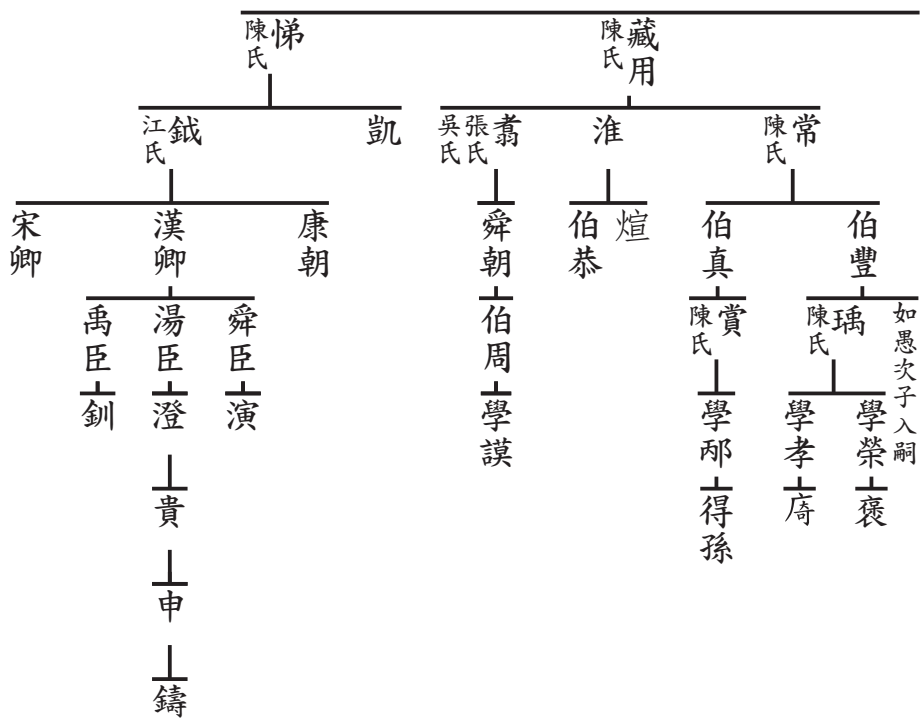 藏用
陳氏
悌
陳氏
常
陳氏
淮
翥
張氏
吳氏
凱
鉞
江氏
伯豐
伯真
煊
伯恭
舜朝
康朝
漢卿
宋卿
如愚次子入嗣
瑀
陳氏
賞
陳氏
伯周
舜臣
湯臣
禹臣
學榮
學孝
學邴
學謨
演
澄
釧
褒
庯
得孫
貴
申
鑄